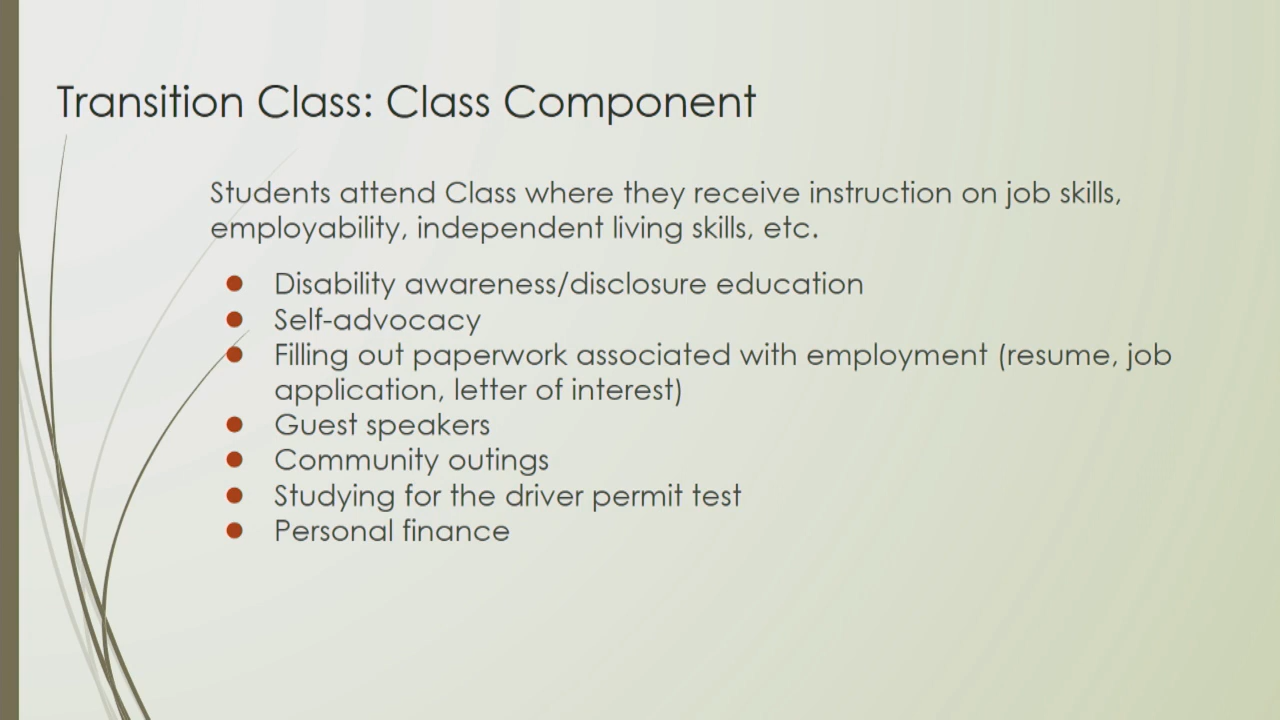 Transition Class: Class Component
Students attend Class where they receive instruction on job skills,
employability, independent living skills, etc.
Disability awareness/disclosure education
Self-advocacy
Filling out paperwork associated with employment (resume, job
application, letter of interest)
Guest speakers
Community outings
Studying for the driver permit test
Personal finance